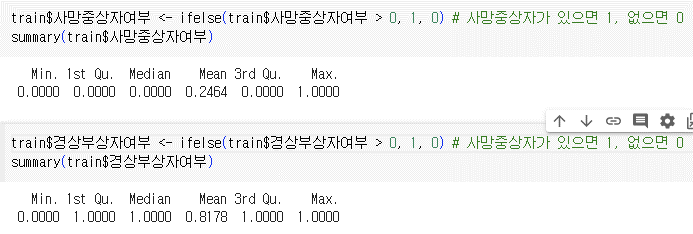 train$사망중상자여부 <- ifelse(train$사망중상자여부 > 0, 1, 0) # 사망중상자가 있으면 1, 없으면 0
summary(train$사망중상자여부)
Min. 1st Qu. Median Mean 3rd Qu. Max.
0.0000 0.0000 0.0000 0.2464 0.0000 1.0000
train$경상부상자여부 <- ifelse(train$경상부상자여부 > 0, 1, 0) # 사망중상자가 있으면 1, 없으면 0
summary(train$경상부상자여부)
Min. 1st Qu. Median Mean 3rd Qu. Max.
0.0000 1.0000 1.0000 0.8178 1.0000 1.0000